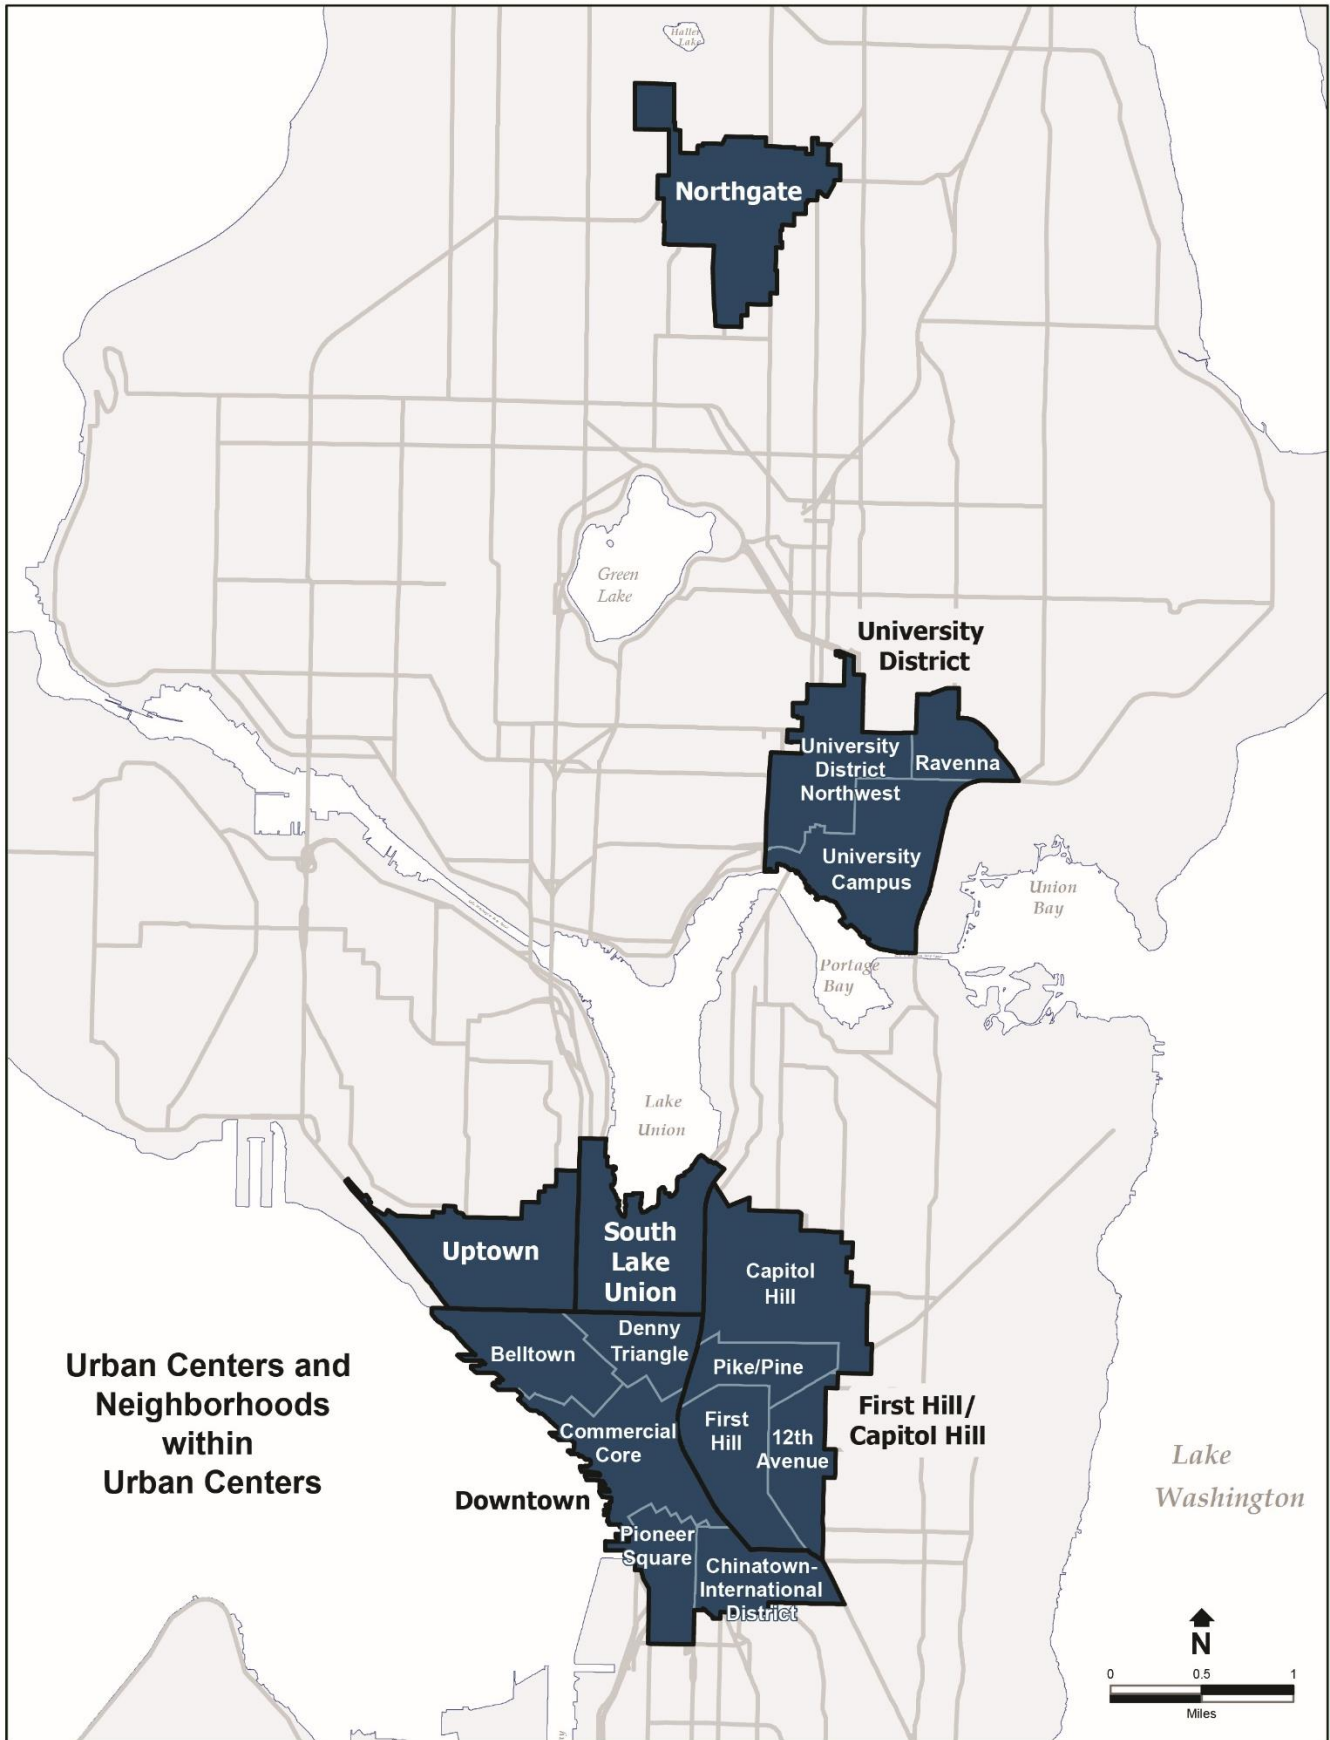 Haller
Lake
Northgate
Green
Lake
University
District
University
District
Northwest
Ravenna
University
Campus
Union
Bay
Portage
Bay
Lake
Union
Uptown
South
Lake
Union
Capitol
Hill
Denny
Triangle
Belltown
Pike/Pine
Urban Centers and
Neighborhoods
within
Urban Centers
First Hill/
Capitol Hill
First
Hill
12th
Avenue
Commercial
Core
Downtown
Lake
Washington
Pioneer
Square
Chinatown-
International
District
N
0 0.5 1
Miles